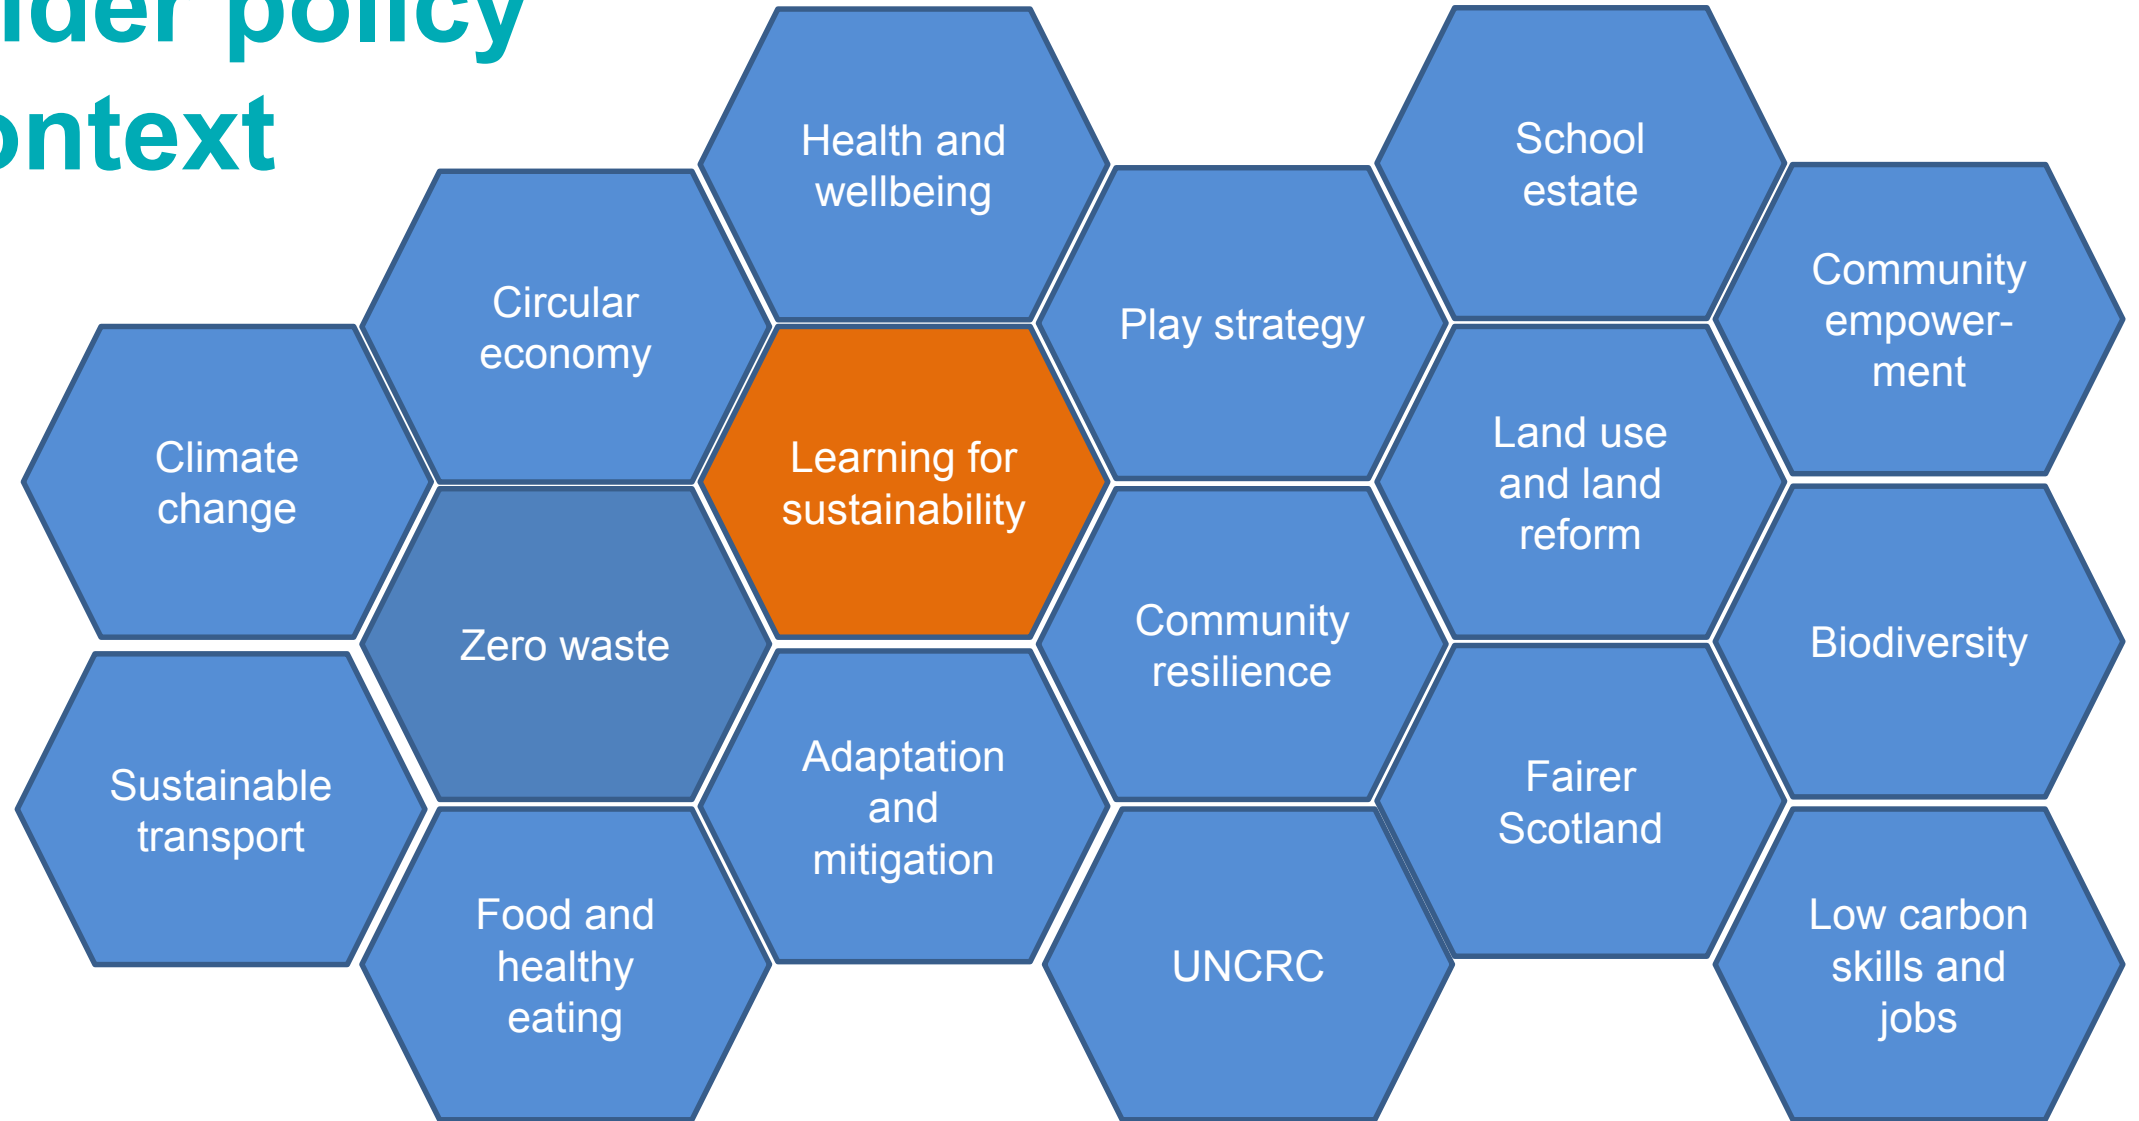 ider policy
ontext
Health and
wellbeing
School
estate
Circular
economy
Play strategy
Community
empower-
ment
Climate
change
Learning for
sustainability
Land use
and land
reform
Zero waste
Community
resilience
Biodiversity
Sustainable
transport
Adaptation
and
mitigation
Fairer
Scotland
Food and
healthy
eating
UNCRC
Low carbon
skills and
jobs